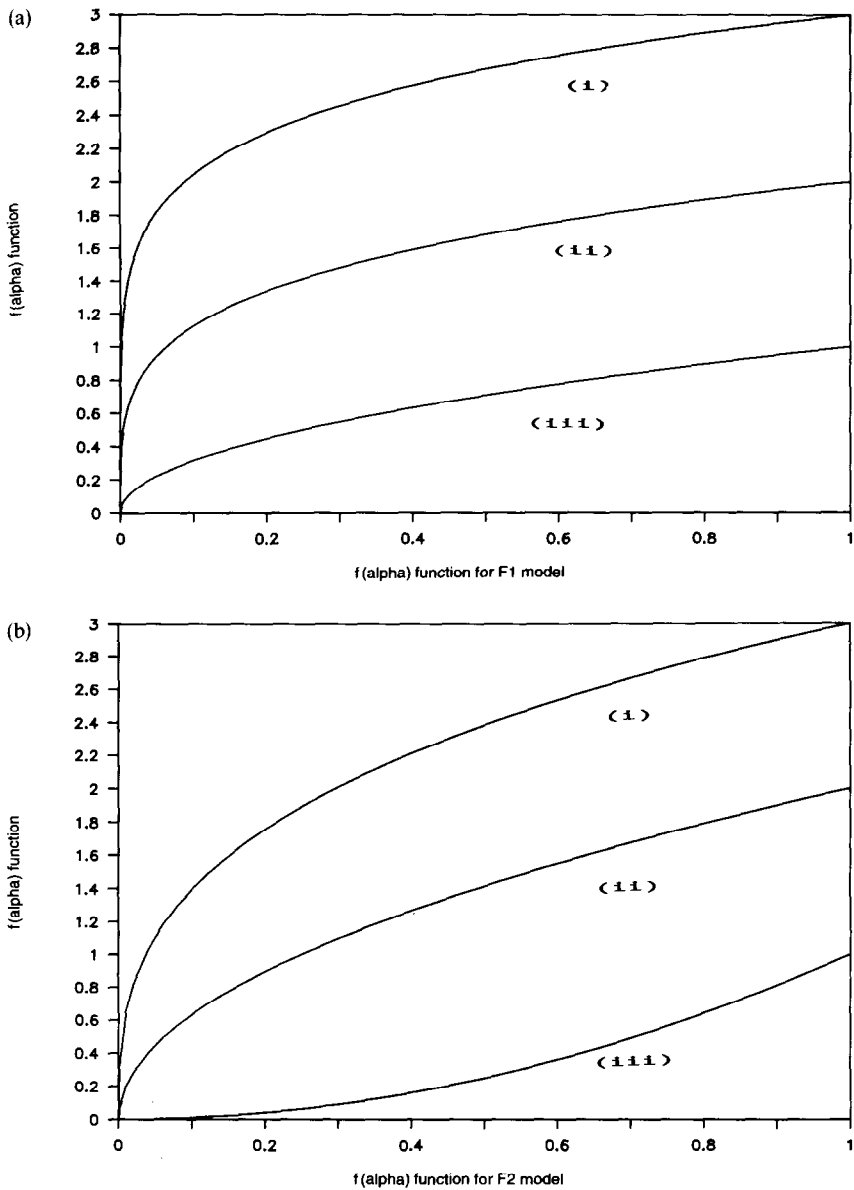 (a)
3
2.8
2.6
2.4
2.2
2
1.8
1.6
1.4
1.2
1
0.8
0.6
0.4
0.2
0
f(alpha) function
(i)
(ii)
(iii)
0 0.2 0.4 0.6 0.8 1
f(alpha) function for F1 model
(b)
3
2.8
2.6
2.4
2.2
2
1.8
1.6
1.4
1.2
1
0.8
0.6
0.4
0.2
0
f(alpha) function
(i)
(ii)
(iii)
0 0.2 0.4 0.6 0.8 1
f(alpha) function for F2 model